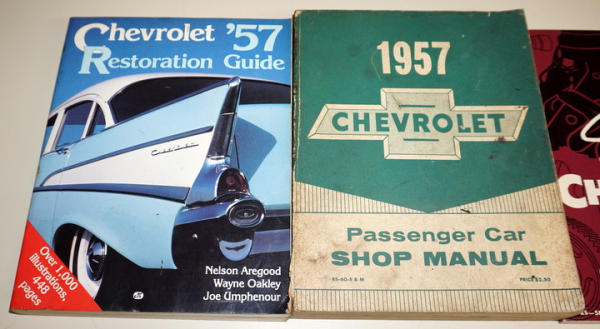 Chevrolet '57
Restoration Guide
Over 1,000
illustrations,
448
pages
Nelson Aregood
Wayne Oakley
Joe Umphenour
1957
CHEVROLET
Passenger Car
SHOP MANUAL
PRICE $2.50
CH